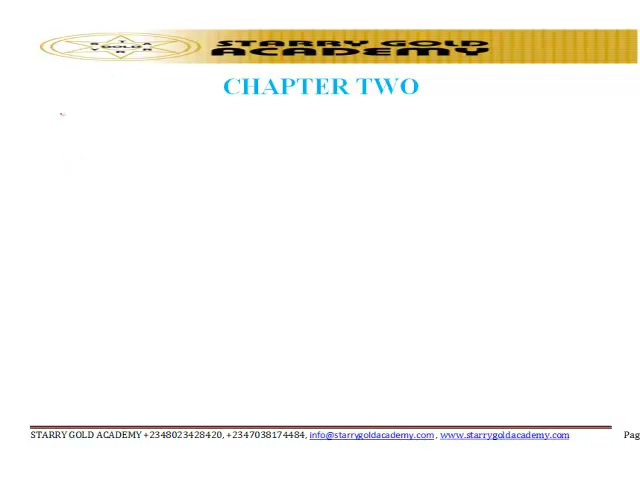 STARRY GOLD
ACADEMY
CHAPTER TWO
STARRY GOLD ACADEMY +2348023428420, +2347038174484, info@starrygoldacademy.com , www.starrygoldacademy.com Pag